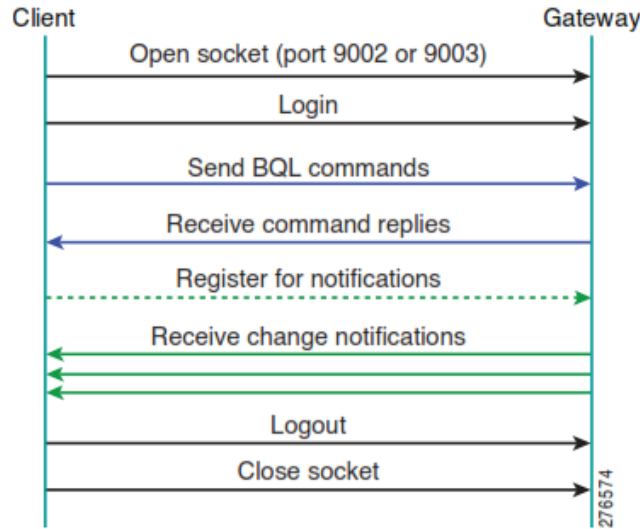 Client
Gateway
Open socket (port 9002 or 9003)
Login
Send BQL commands
Receive command replies
Register for notifications
Receive change notifications
Logout
Close socket
276574